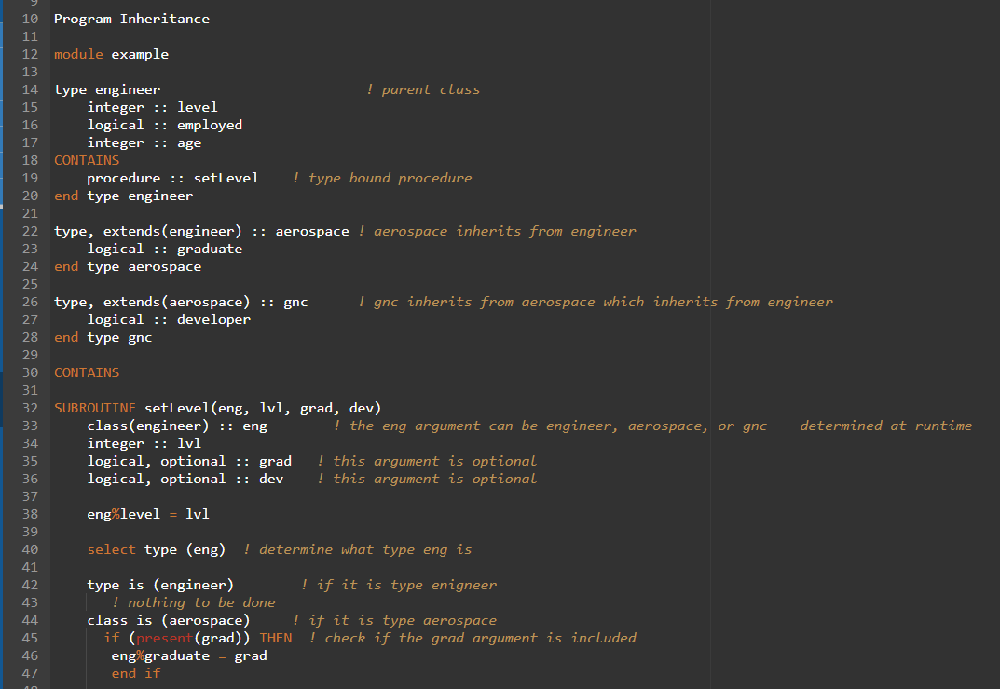 9
10 Program Inheritance
11
12 module example
13
14 type engineer ! parent class
15 integer :: level
16 logical :: employed
17 integer :: age
18 CONTAINS
19 procedure :: setLevel ! type bound procedure
20 end type engineer
21
22 type, extends(engineer) :: aerospace ! aerospace inherits from engineer
23 logical :: graduate
24 end type aerospace
25
26 type, extends(aerospace) :: gnc ! gnc inherits from aerospace which inherits from engineer
27 logical :: developer
28 end type gnc
29
30 CONTAINS
31
32 SUBROUTINE setLevel(eng, lvl, grad, dev)
33 class(engineer) :: eng ! the eng argument can be engineer, aerospace, or gnc -- determined at runtime
34 integer :: lvl
35 logical, optional :: grad ! this argument is optional
36 logical, optional :: dev ! this argument is optional
37
38 eng%level = lvl
39
40 select type (eng) ! determine what type eng is
41
42 type is (engineer) ! if it is type enigneer
43 ! nothing to be done
44 class is (aerospace) ! if it is type aerospace
45 if (present(grad)) THEN ! check if the grad argument is included
46 eng%graduate = grad
47 end if
48